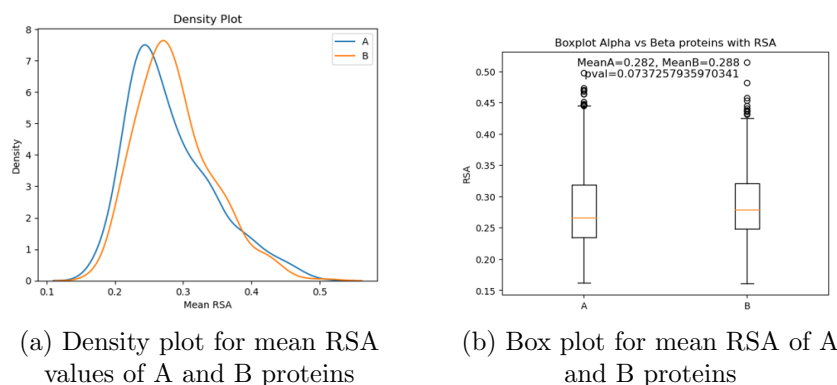 Density Plot
8
7
6
5
4
3
2
1
0
Density
A
B
0.1 0.2 0.3 0.4 0.5
Mean RSA
(a) Density plot for mean RSA
values of A and B proteins
Boxplot Alpha vs Beta proteins with RSA
MeanA=0.282, MeanB=0.288
pval=0.0737257935970341
0.50
0.45
0.40
0.35
0.30
0.25
0.20
0.15
RSA
A B
(b) Box plot for mean RSA of A
and B proteins